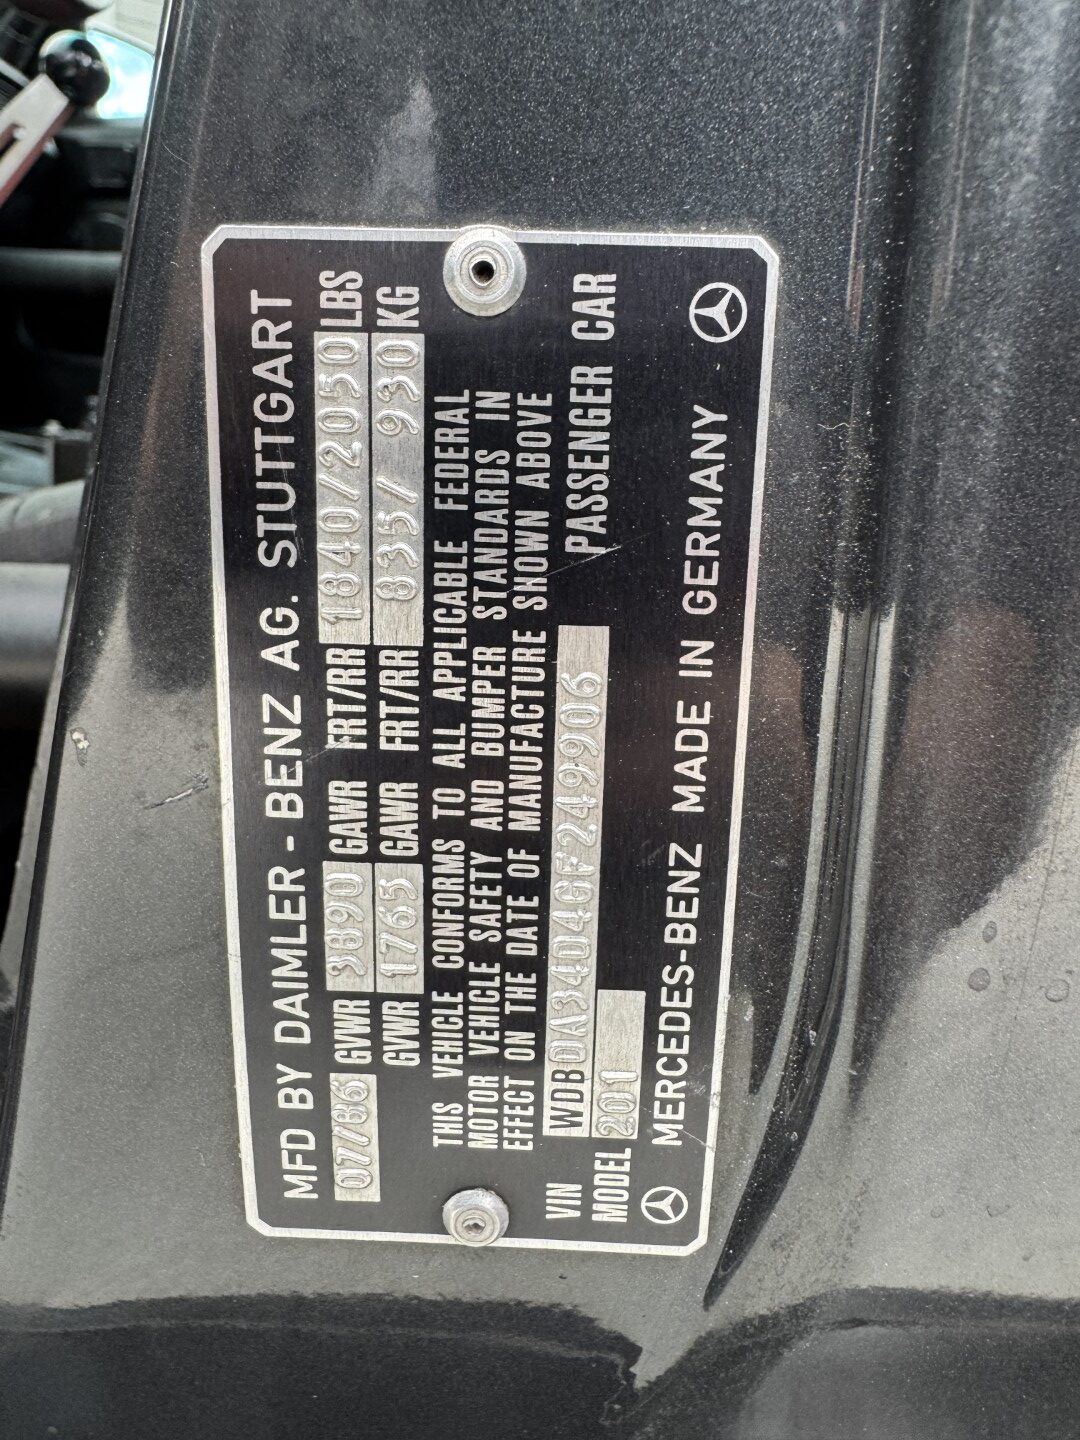 MFD BY DAIMLER - BENZ AG. STUTTGART
07/86 GVWR 3890 GAWR FRT/RR 1840/2050 LBS
GVWR 1765 GAWR FRT/RR 835/ 930 KG
THIS VEHICLE CONFORMS TO ALL APPLICABLE FEDERAL
MOTOR VEHICLE SAFETY AND BUMPER STANDARDS IN
EFFECT ON THE DATE OF MANUFACTURE SHOWN ABOVE
VIN WDBDA34D4GF249906 PASSENGER CAR
MODEL 201
MERCEDES-BENZ MADE IN GERMANY